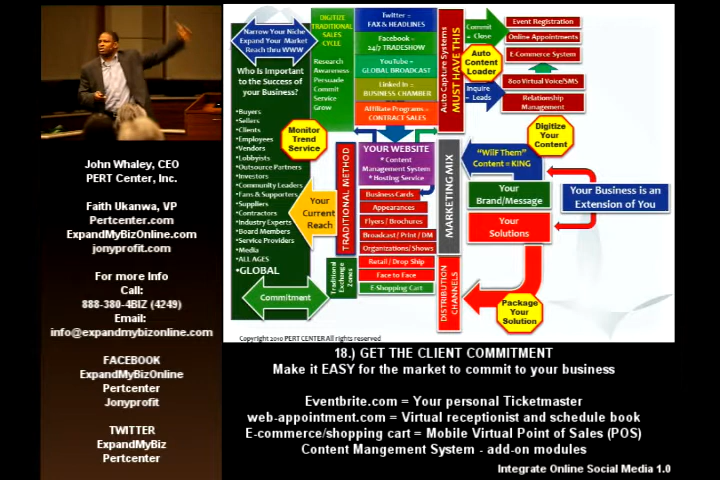 John Whaley, CEO
PERT Center, Inc.
Faith Ukanwa, VP
Pertcenter.com
ExpandMyBizOnline.com
jonyprofit.com
For more Info
Call:
888-380-4BIZ (4249)
Email:
info@expandmybizonline.com
FACEBOOK
ExpandMyBizOnline
Pertcenter
Jonyprofit
TWITTER
ExpandMyBiz
Pertcenter
Narrow Your Niche
Expand Your Market
Reach thru WWW
Who Is Important
to the Success of
your Business?
•Buyers
•Sellers
•Clients
•Employees
•Vendors
•Lobbyists
•Outsource Partners
•Investors
•Community Leaders
•Fans & Supporters
•Suppliers
•Contractors
•Industry Experts
•Board Members
•Service Providers
•Media
•ALL AGES
•GLOBAL
Commitment
DIGITIZE
TRADITIONAL
SALES
CYCLE
Research
Awareness
Persuade
Commit
Service
Grow
Monitor
Trend
Service
Your
Current
Reach
Twitter =
FAX & HEADLINES
Facebook =
24/7 TRADESHOW
YouTube =
GLOBAL BROADCAST
Linked In =
BUSINESS CHAMBER
Affiliate Programs =
CONTRACT SALES
Auto Capture Systems
MUST HAVE THIS
TRADITIONAL METHOD
YOUR WEBSITE
* Content
Management System
* Hosting Service
Business Cards
Appearances
Flyers / Brochures
Broadcast / Print / DM
Organizations/Shows
Traditional
Exchange
Zones
Retail / Drop Ship
Face to Face
E-Shopping Cart
MARKETING MIX
DISTRIBUTION
CHANNELS
Commit
= Close
Auto
Content
Loader
Inquire
= Leads
Event Registration
Online Appointments
E-Commerce System
800 Virtual Voice/SMS
Relationship
Management
Digitize
Your
Content
"WiiF Them"
Content = KING
Your
Brand/Message
Your
Solutions
Your Business is an
Extension of You
Package
Your
Solution
Copyright 2010 PERT CENTER All rights reserved
18.) GET THE CLIENT COMMITMENT
Make it EASY for the market to commit to your business
Eventbrite.com = Your personal Ticketmaster
web-appointment.com = Virtual receptionist and schedule book
E-commerce/shopping cart = Mobile Virtual Point of Sales (POS)
Content Mangement System - add-on modules
Integrate Online Social Media 1.0